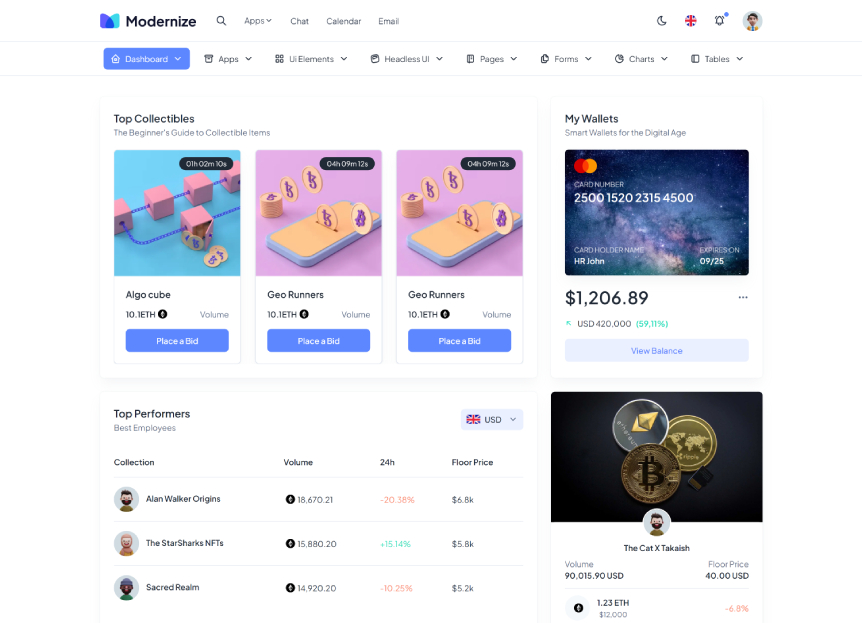 Modernize
Apps
Chat
Calendar
Email
Dashboard
Apps
Ui Elements
Headless UI
Pages
Forms
Charts
Tables
Top Collectibles
The Beginner's Guide to Collectible Items
01h 02m 10s
Algo cube
10.1ETH
Volume
Place a Bid
04h 09m 12s
Geo Runners
10.1ETH
Volume
Place a Bid
04h 09m 12s
Geo Runners
10.1ETH
Volume
Place a Bid
My Wallets
Smart Wallets for the Digital Age
CARD NUMBER
2500 1520 2315 4500
CARD HOLDER NAME
HR John
EXPIRES ON
09/25
$1,206.89
...
USD 420,000 (59,11%)
View Balance
Top Performers
Best Employees
USD
Collection Volume 24h Floor Price
Alan Walker Origins 18,670.21 -20.38% $6.8k
The StarSharks NFTs 15,880.20 +15.14% $5.8k
Sacred Realm 14,920.20 -10.25% $5.2k
The Cat X Takaish
Volume
90,015.90 USD
Floor Price
40.00 USD
1.23 ETH
$12,000
-6.8%